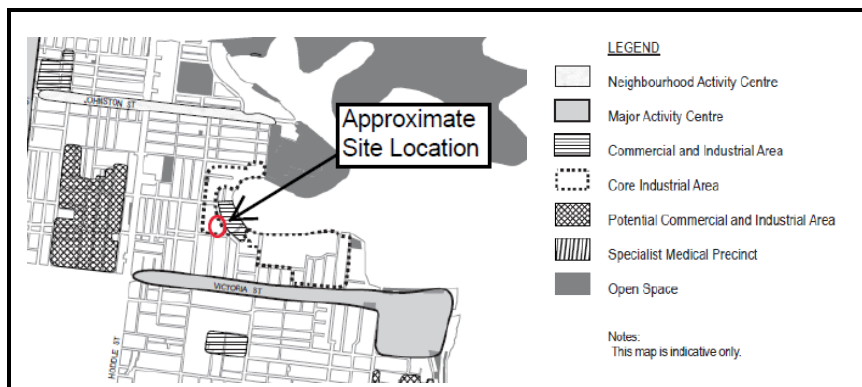 JOHNSTON ST
Approximate
Site Location
VICTORIA ST
HODDLE ST
LEGEND
Neighbourhood Activity Centre
Major Activity Centre
Commercial and Industrial Area
Core Industrial Area
Potential Commercial and Industrial Area
Specialist Medical Precinct
Open Space
Notes:
This map is indicative only.